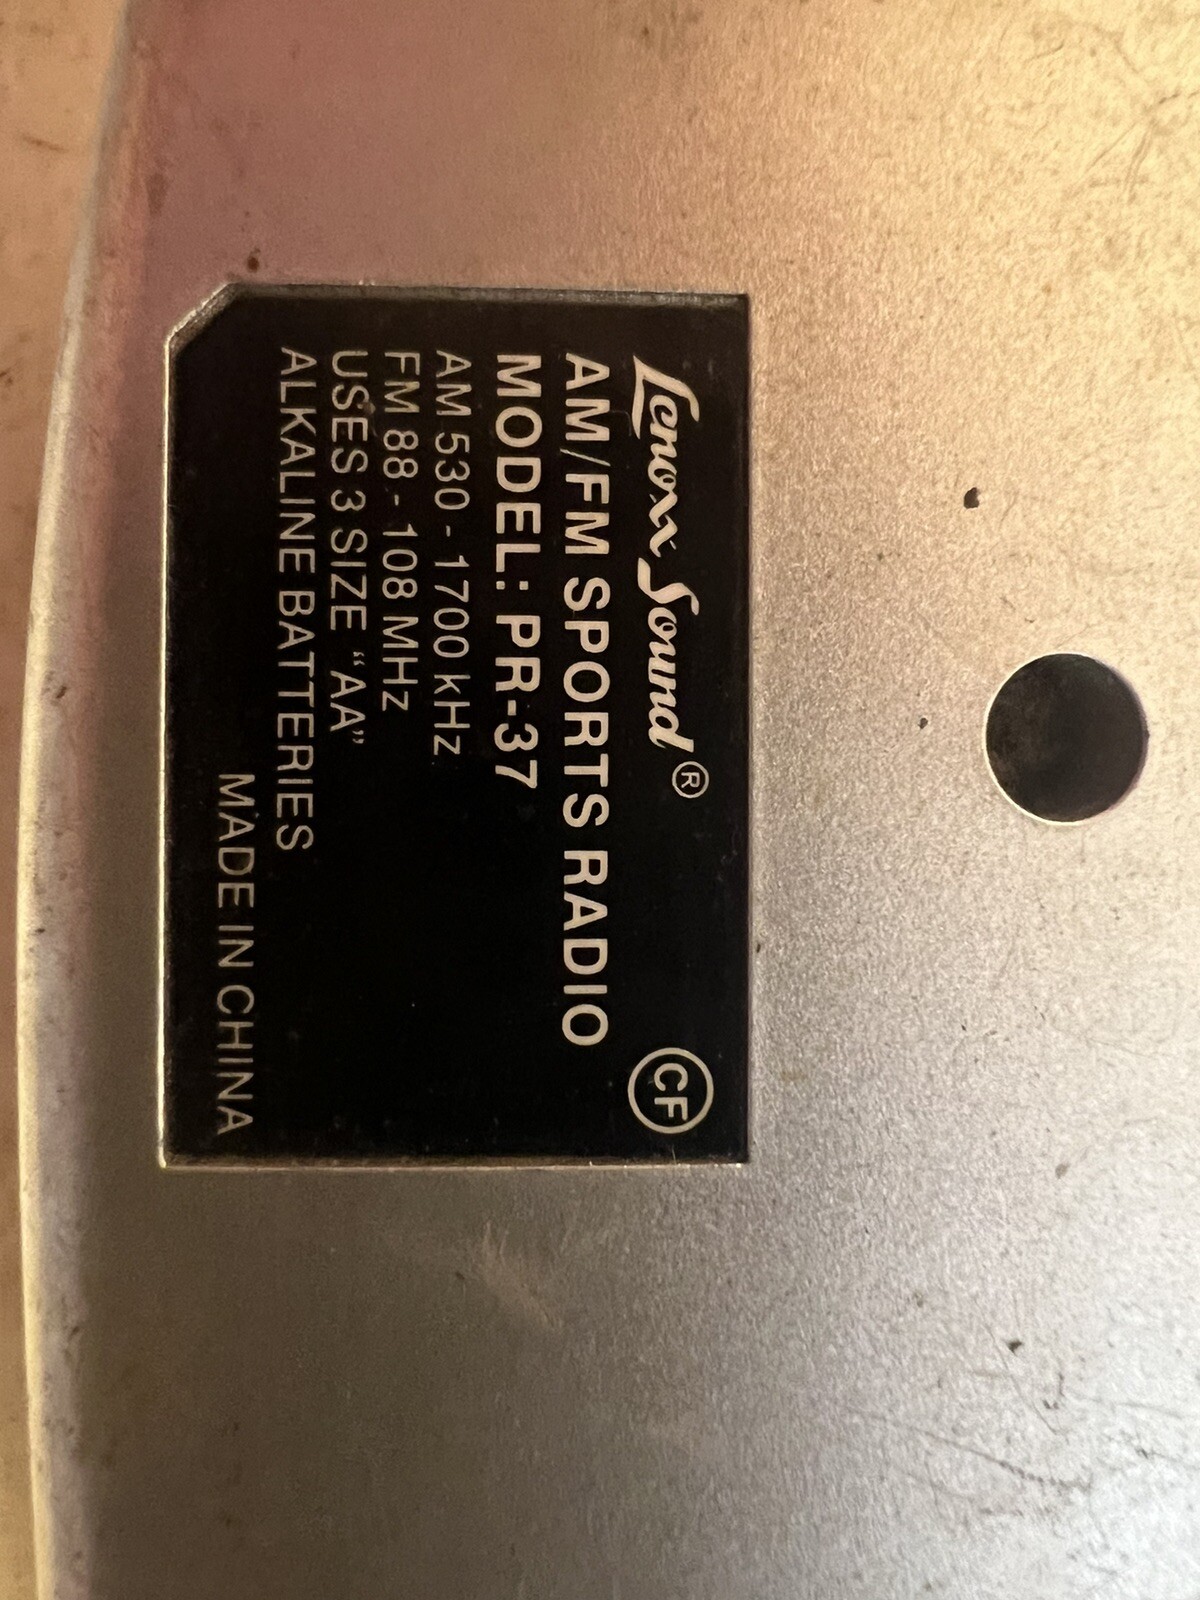 Lenoxx Sound®
CF
AM/FM SPORTS RADIO
MODEL: PR-37
AM 530 - 1700 kHz
FM 88 - 108 MHz
USES 3 SIZE “AA”
ALKALINE BATTERIES
MADE IN CHINA